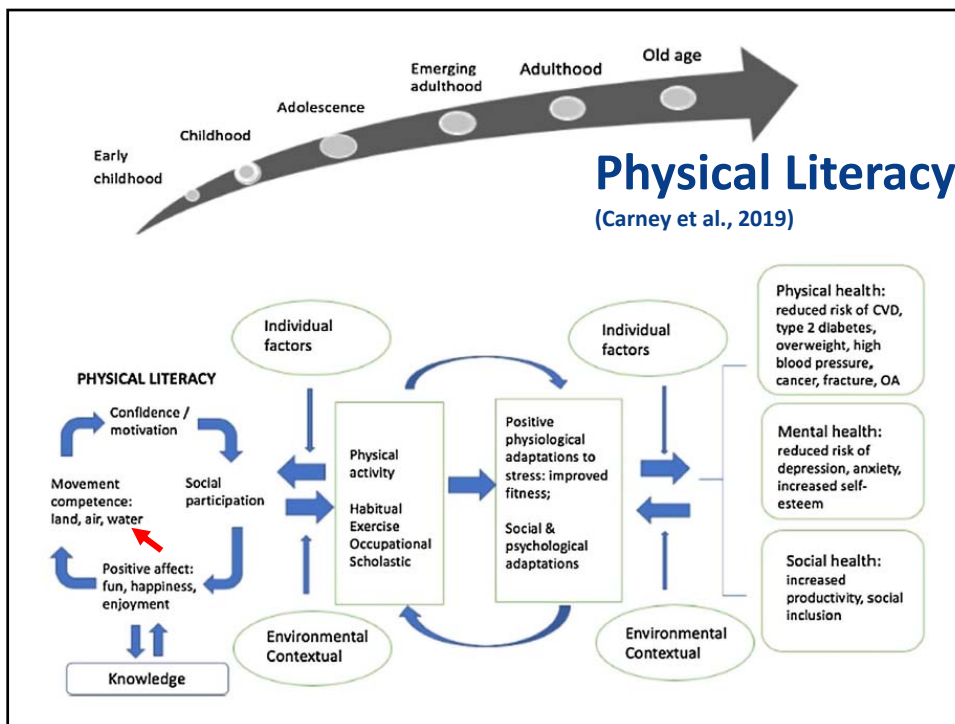 Early
childhood
Childhood
Adolescence
Emerging
adulthood
Adulthood
Old age
Physical Literacy
(Carney et al., 2019)
PHYSICAL LITERACY
Confidence /
motivation
Movement
competence:
land, air, water
Social
participation
Positive affect:
fun, happiness,
enjoyment
Knowledge
Individual
factors
Physical
activity
Habitual
Exercise
Occupational
Scholastic
Environmental
Contextual
Positive
physiological
adaptations to
stress: improved
fitness;
Social &
psychological
adaptations
Individual
factors
Environmental
Contextual
Physical health:
reduced risk of CVD,
type 2 diabetes,
overweight, high
blood pressure,
cancer, fracture, OA
Mental health:
reduced risk of
depression, anxiety,
increased self-
esteem
Social health:
increased
productivity, social
inclusion